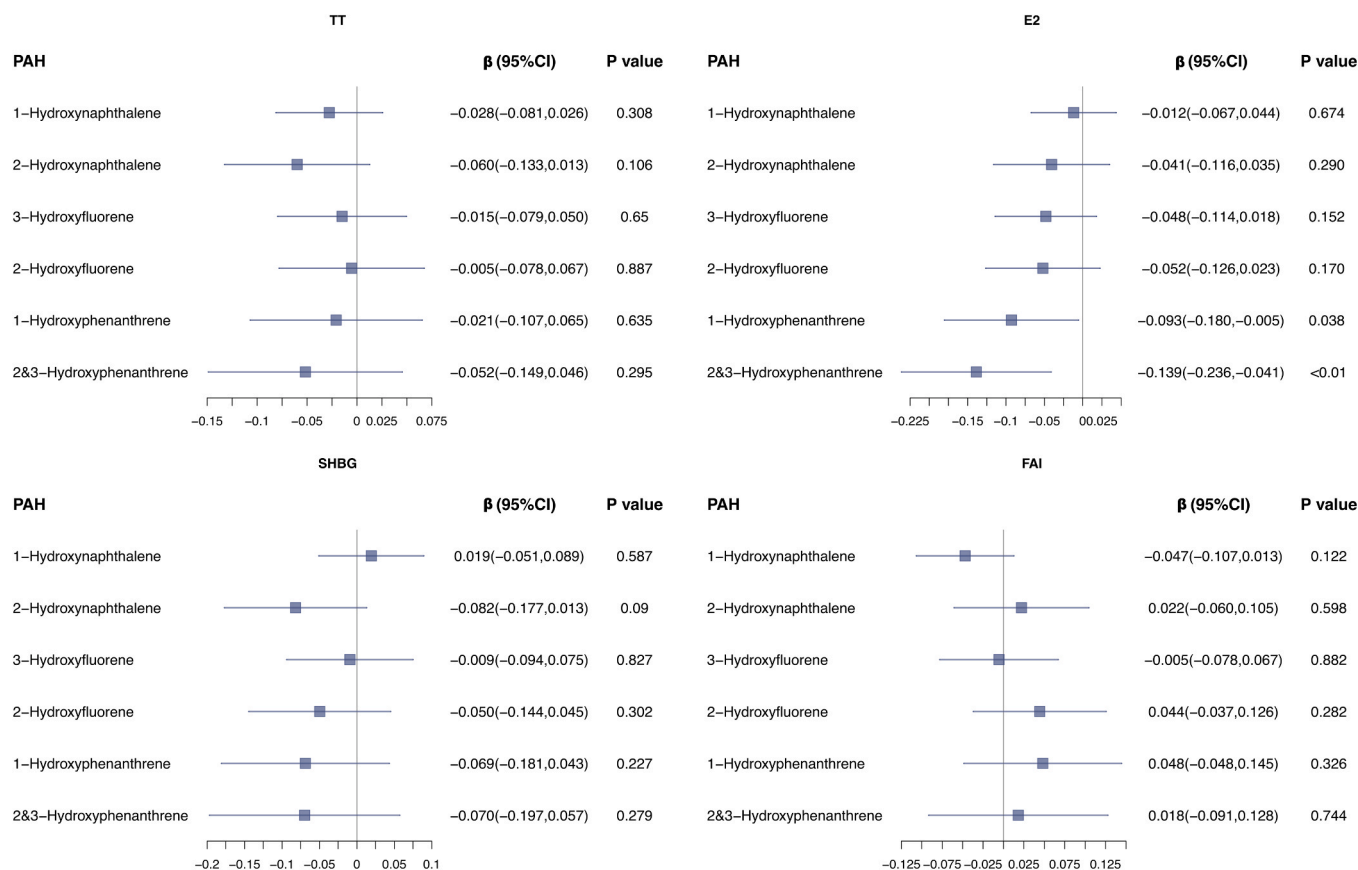 TT
PAH β (95%CI) P value
1−Hydroxynaphthalene −0.028(−0.081,0.026) 0.308
2−Hydroxynaphthalene −0.060(−0.133,0.013) 0.106
3−Hydroxyfluorene −0.015(−0.079,0.050) 0.65
2−Hydroxyfluorene −0.005(−0.078,0.067) 0.887
1−Hydroxyphenanthrene −0.021(−0.107,0.065) 0.635
2&3−Hydroxyphenanthrene −0.052(−0.149,0.046) 0.295
−0.15 −0.1 −0.05 0 0.025 0.075
E2
PAH β (95%CI) P value
1−Hydroxynaphthalene −0.012(−0.067,0.044) 0.674
2−Hydroxynaphthalene −0.041(−0.116,0.035) 0.290
3−Hydroxyfluorene −0.048(−0.114,0.018) 0.152
2−Hydroxyfluorene −0.052(−0.126,0.023) 0.170
1−Hydroxyphenanthrene −0.093(−0.180,−0.005) 0.038
2&3−Hydroxyphenanthrene −0.139(−0.236,−0.041) <0.01
−0.225 −0.15 −0.1 −0.05 0 0.025
SHBG
PAH β (95%CI) P value
1−Hydroxynaphthalene 0.019(−0.051,0.089) 0.587
2−Hydroxynaphthalene −0.082(−0.177,0.013) 0.09
3−Hydroxyfluorene −0.009(−0.094,0.075) 0.827
2−Hydroxyfluorene −0.050(−0.144,0.045) 0.302
1−Hydroxyphenanthrene −0.069(−0.181,0.043) 0.227
2&3−Hydroxyphenanthrene −0.070(−0.197,0.057) 0.279
−0.2 −0.15 −0.1 −0.05 0 0.05 0.1
FAI
PAH β (95%CI) P value
1−Hydroxynaphthalene −0.047(−0.107,0.013) 0.122
2−Hydroxynaphthalene 0.022(−0.060,0.105) 0.598
3−Hydroxyfluorene −0.005(−0.078,0.067) 0.882
2−Hydroxyfluorene 0.044(−0.037,0.126) 0.282
1−Hydroxyphenanthrene 0.048(−0.048,0.145) 0.326
2&3−Hydroxyphenanthrene 0.018(−0.091,0.128) 0.744
−0.125 −0.075 −0.025 0.025 0.075 0.125